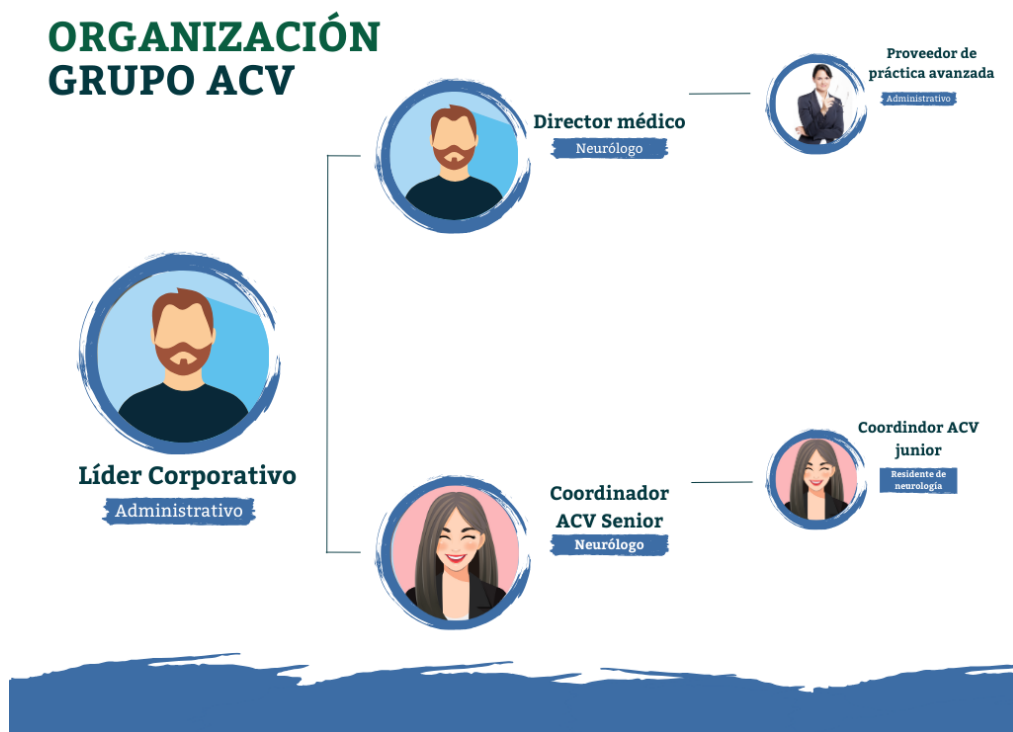 ORGANIZACIÓN
GRUPO ACV
Proveedor de
práctica avanzada
Administrativo
Director médico
Neurólogo
Líder Corporativo
Administrativo
Coordinador
ACV Senior
Neurólogo
Coordindor ACV
junior
Residente de
neurología